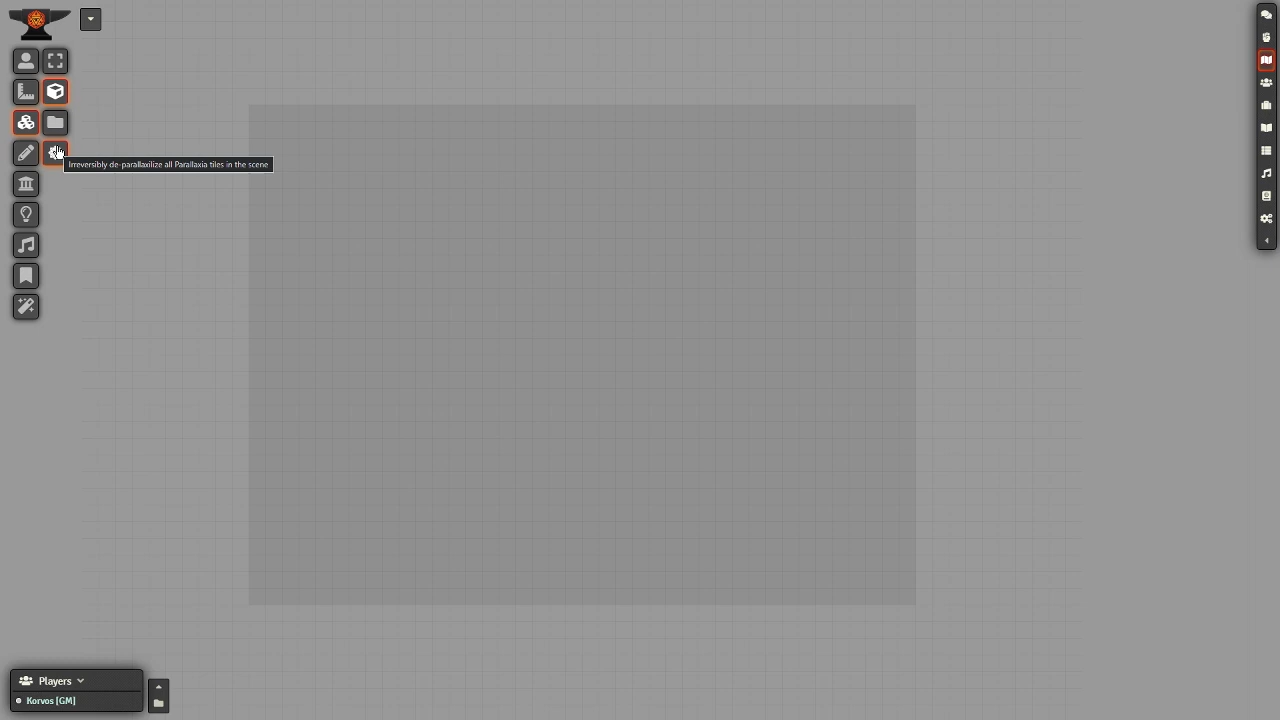 Irreversibly de-parallaxilize all Parallaxia tiles in the scene
Players
Korvos [GM]